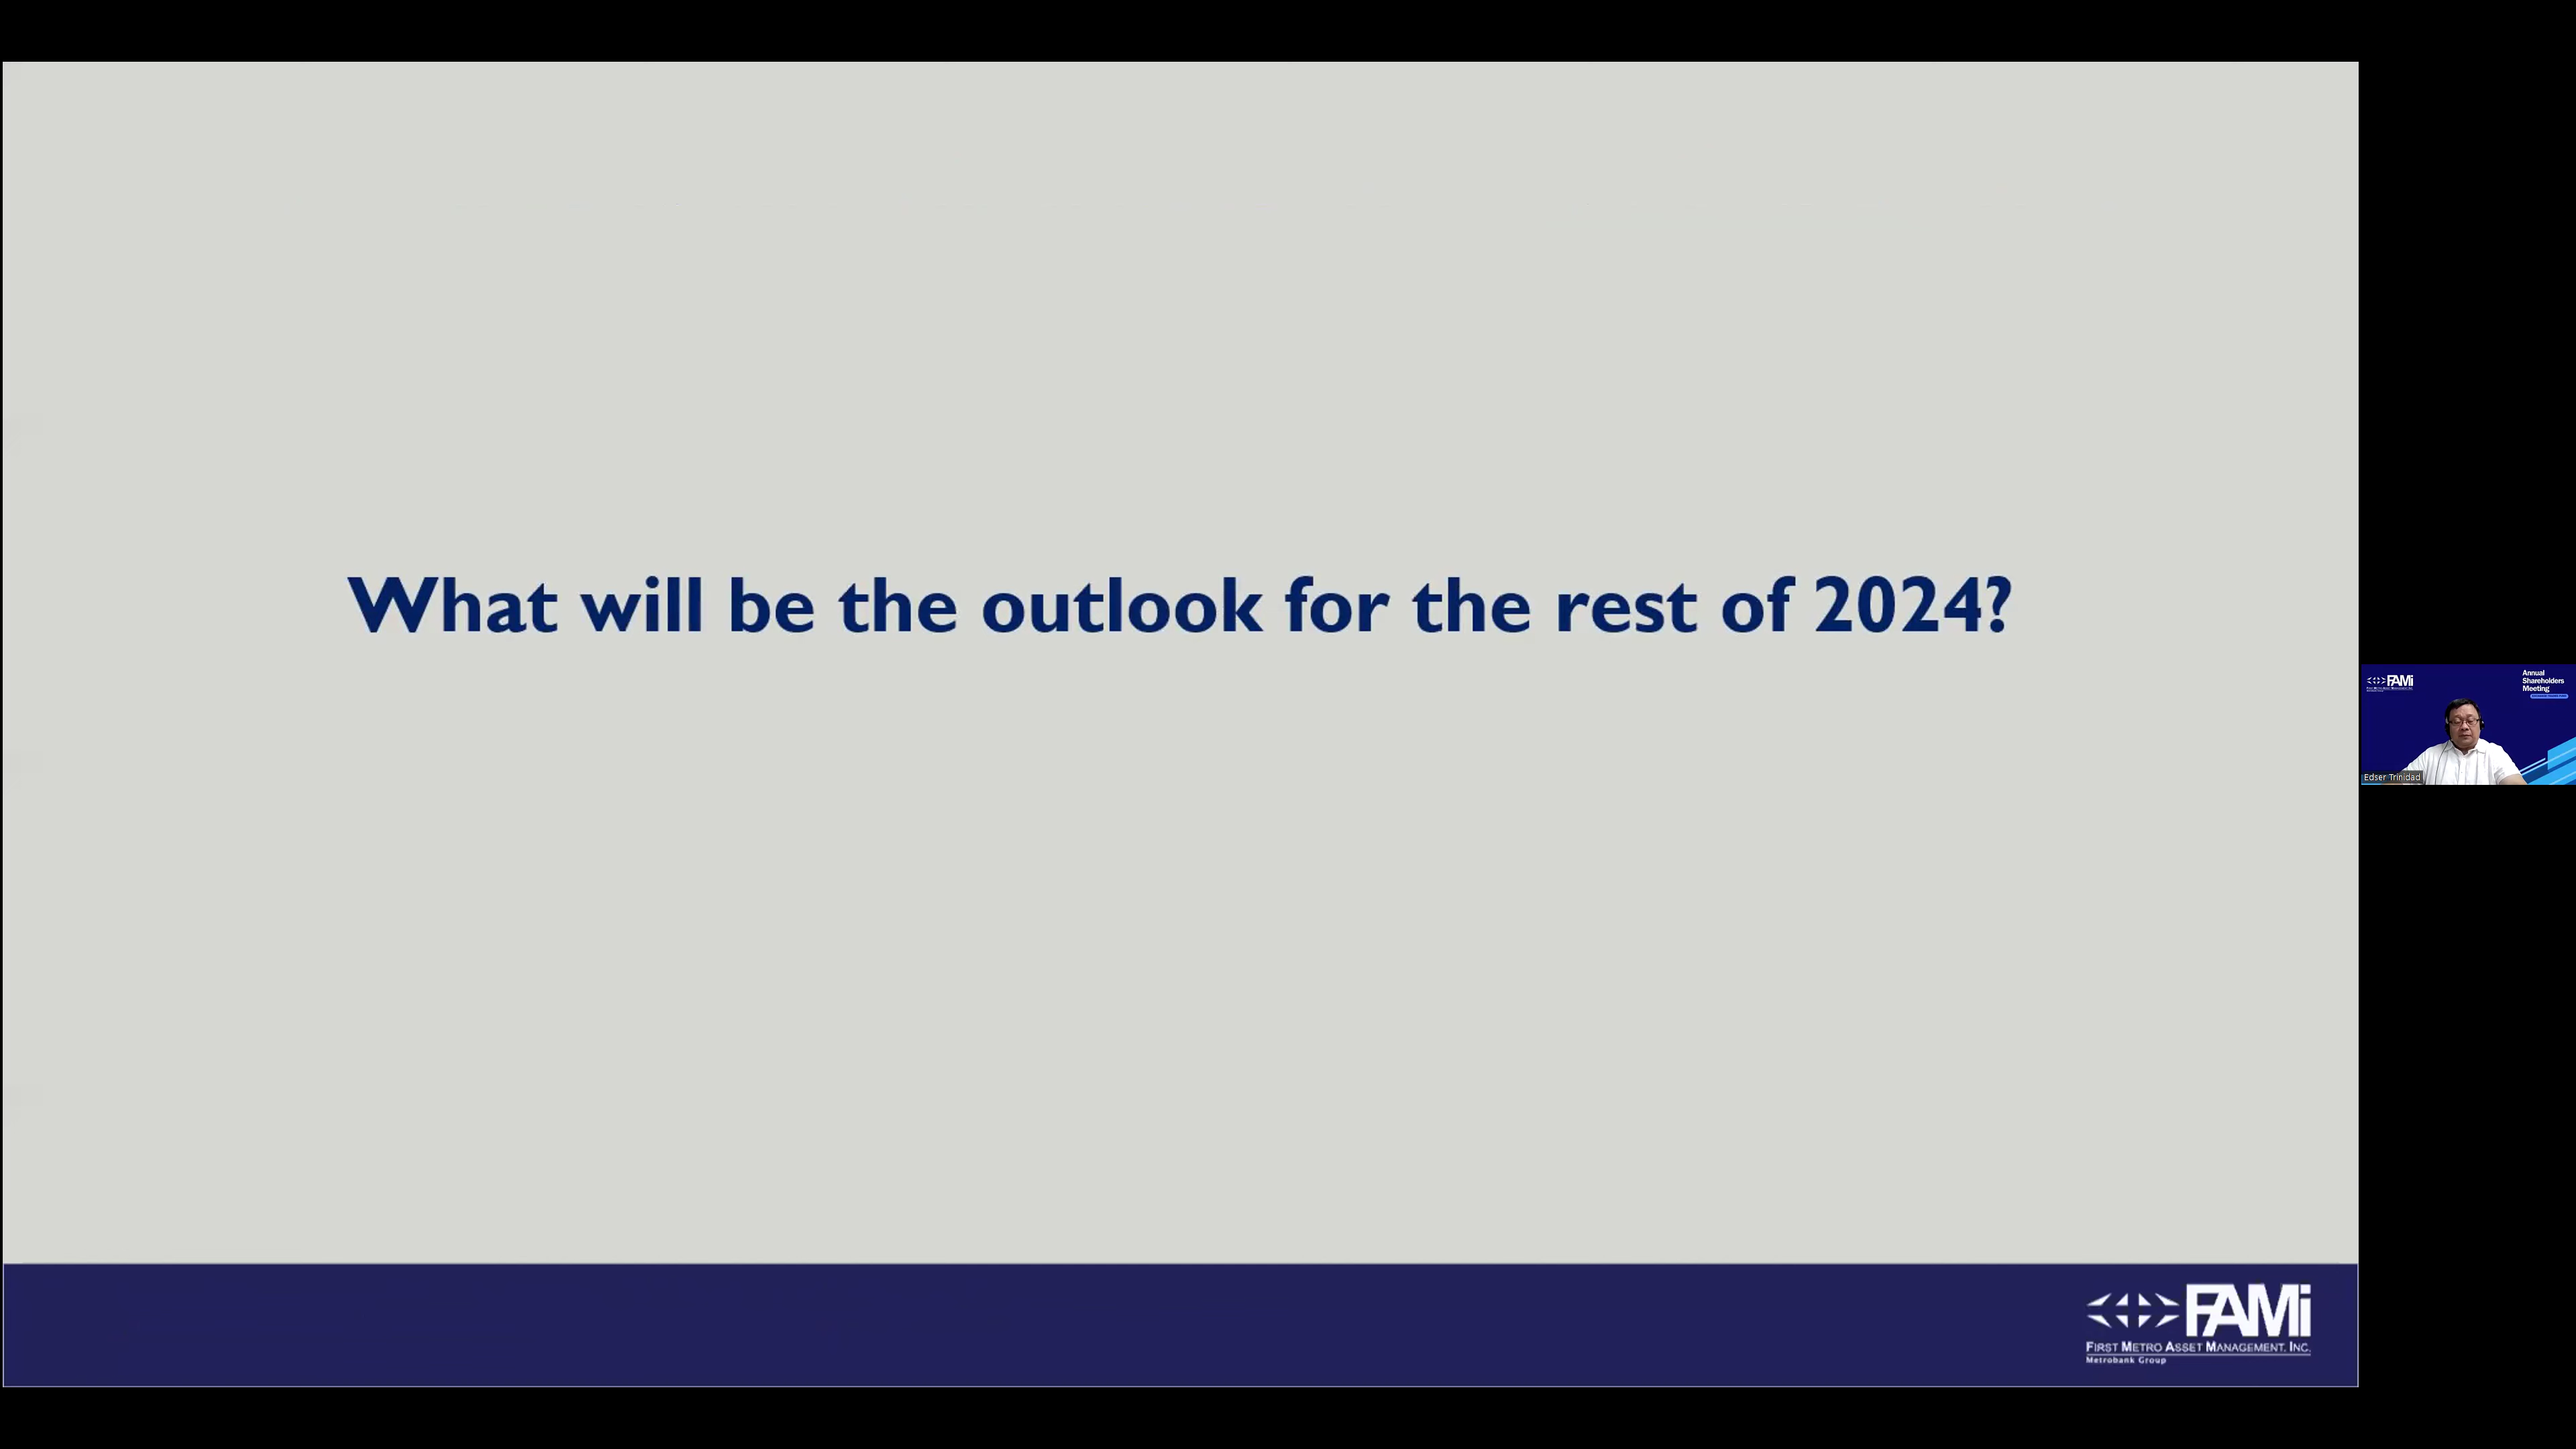 What will be the outlook for the rest of 2024?
FAMi
FIRST METRO ASSET MANAGEMENT, INC.
Metrobank Group
FAMi
Annual
Shareholders
Meeting
Edser Trinidad